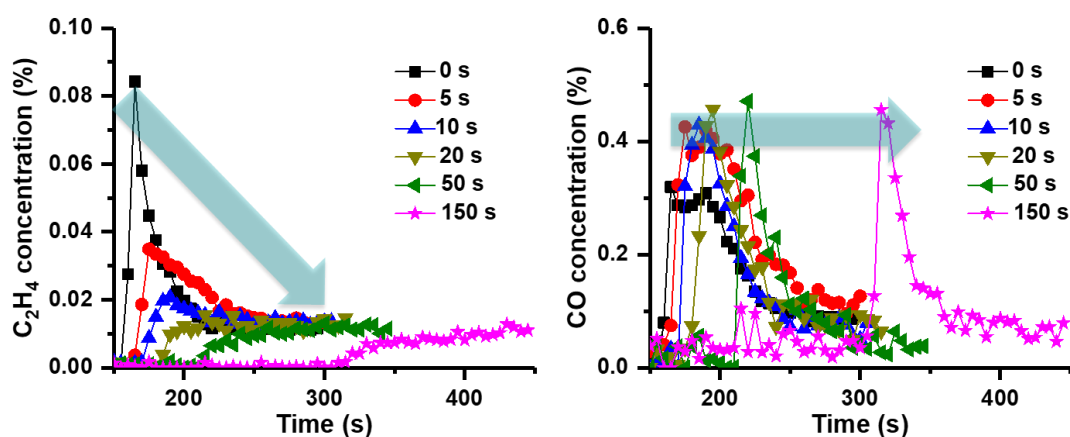 C₂H₄ concentration (%)
0.10
0.08
0.06
0.04
0.02
0.00
200
300
400
Time (s)
0 s
5 s
10 s
20 s
50 s
150 s
CO concentration (%)
0.6
0.4
0.2
0.0
200
300
400
Time (s)
0 s
5 s
10 s
20 s
50 s
150 s